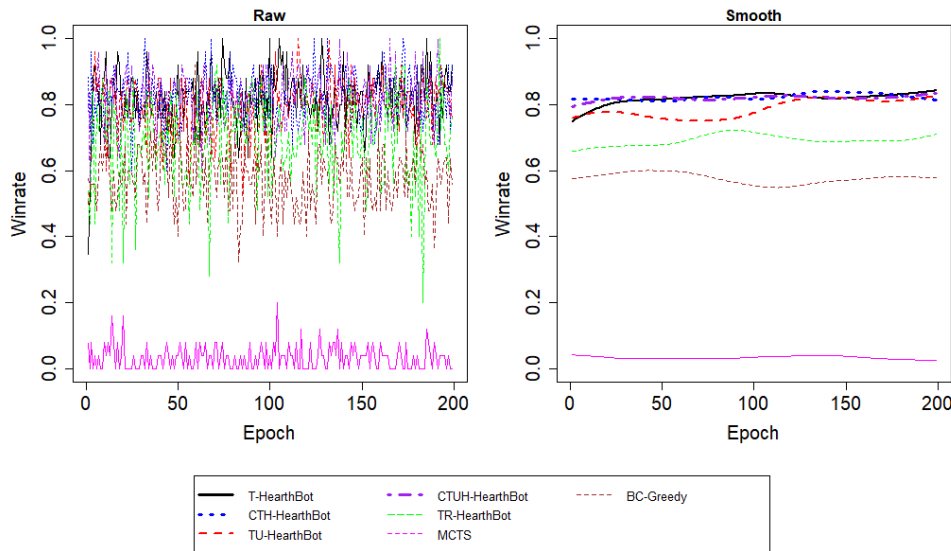 Raw
Smooth
Winrate
1.0
0.8
0.6
0.4
0.2
0.0
0 50 100 150 200
Epoch
Winrate
1.0
0.8
0.6
0.4
0.2
0.0
0 50 100 150 200
Epoch
T-HearthBot
CTH-HearthBot
TU-HearthBot
CTUH-HearthBot
TR-HearthBot
MCTS
BC-Greedy